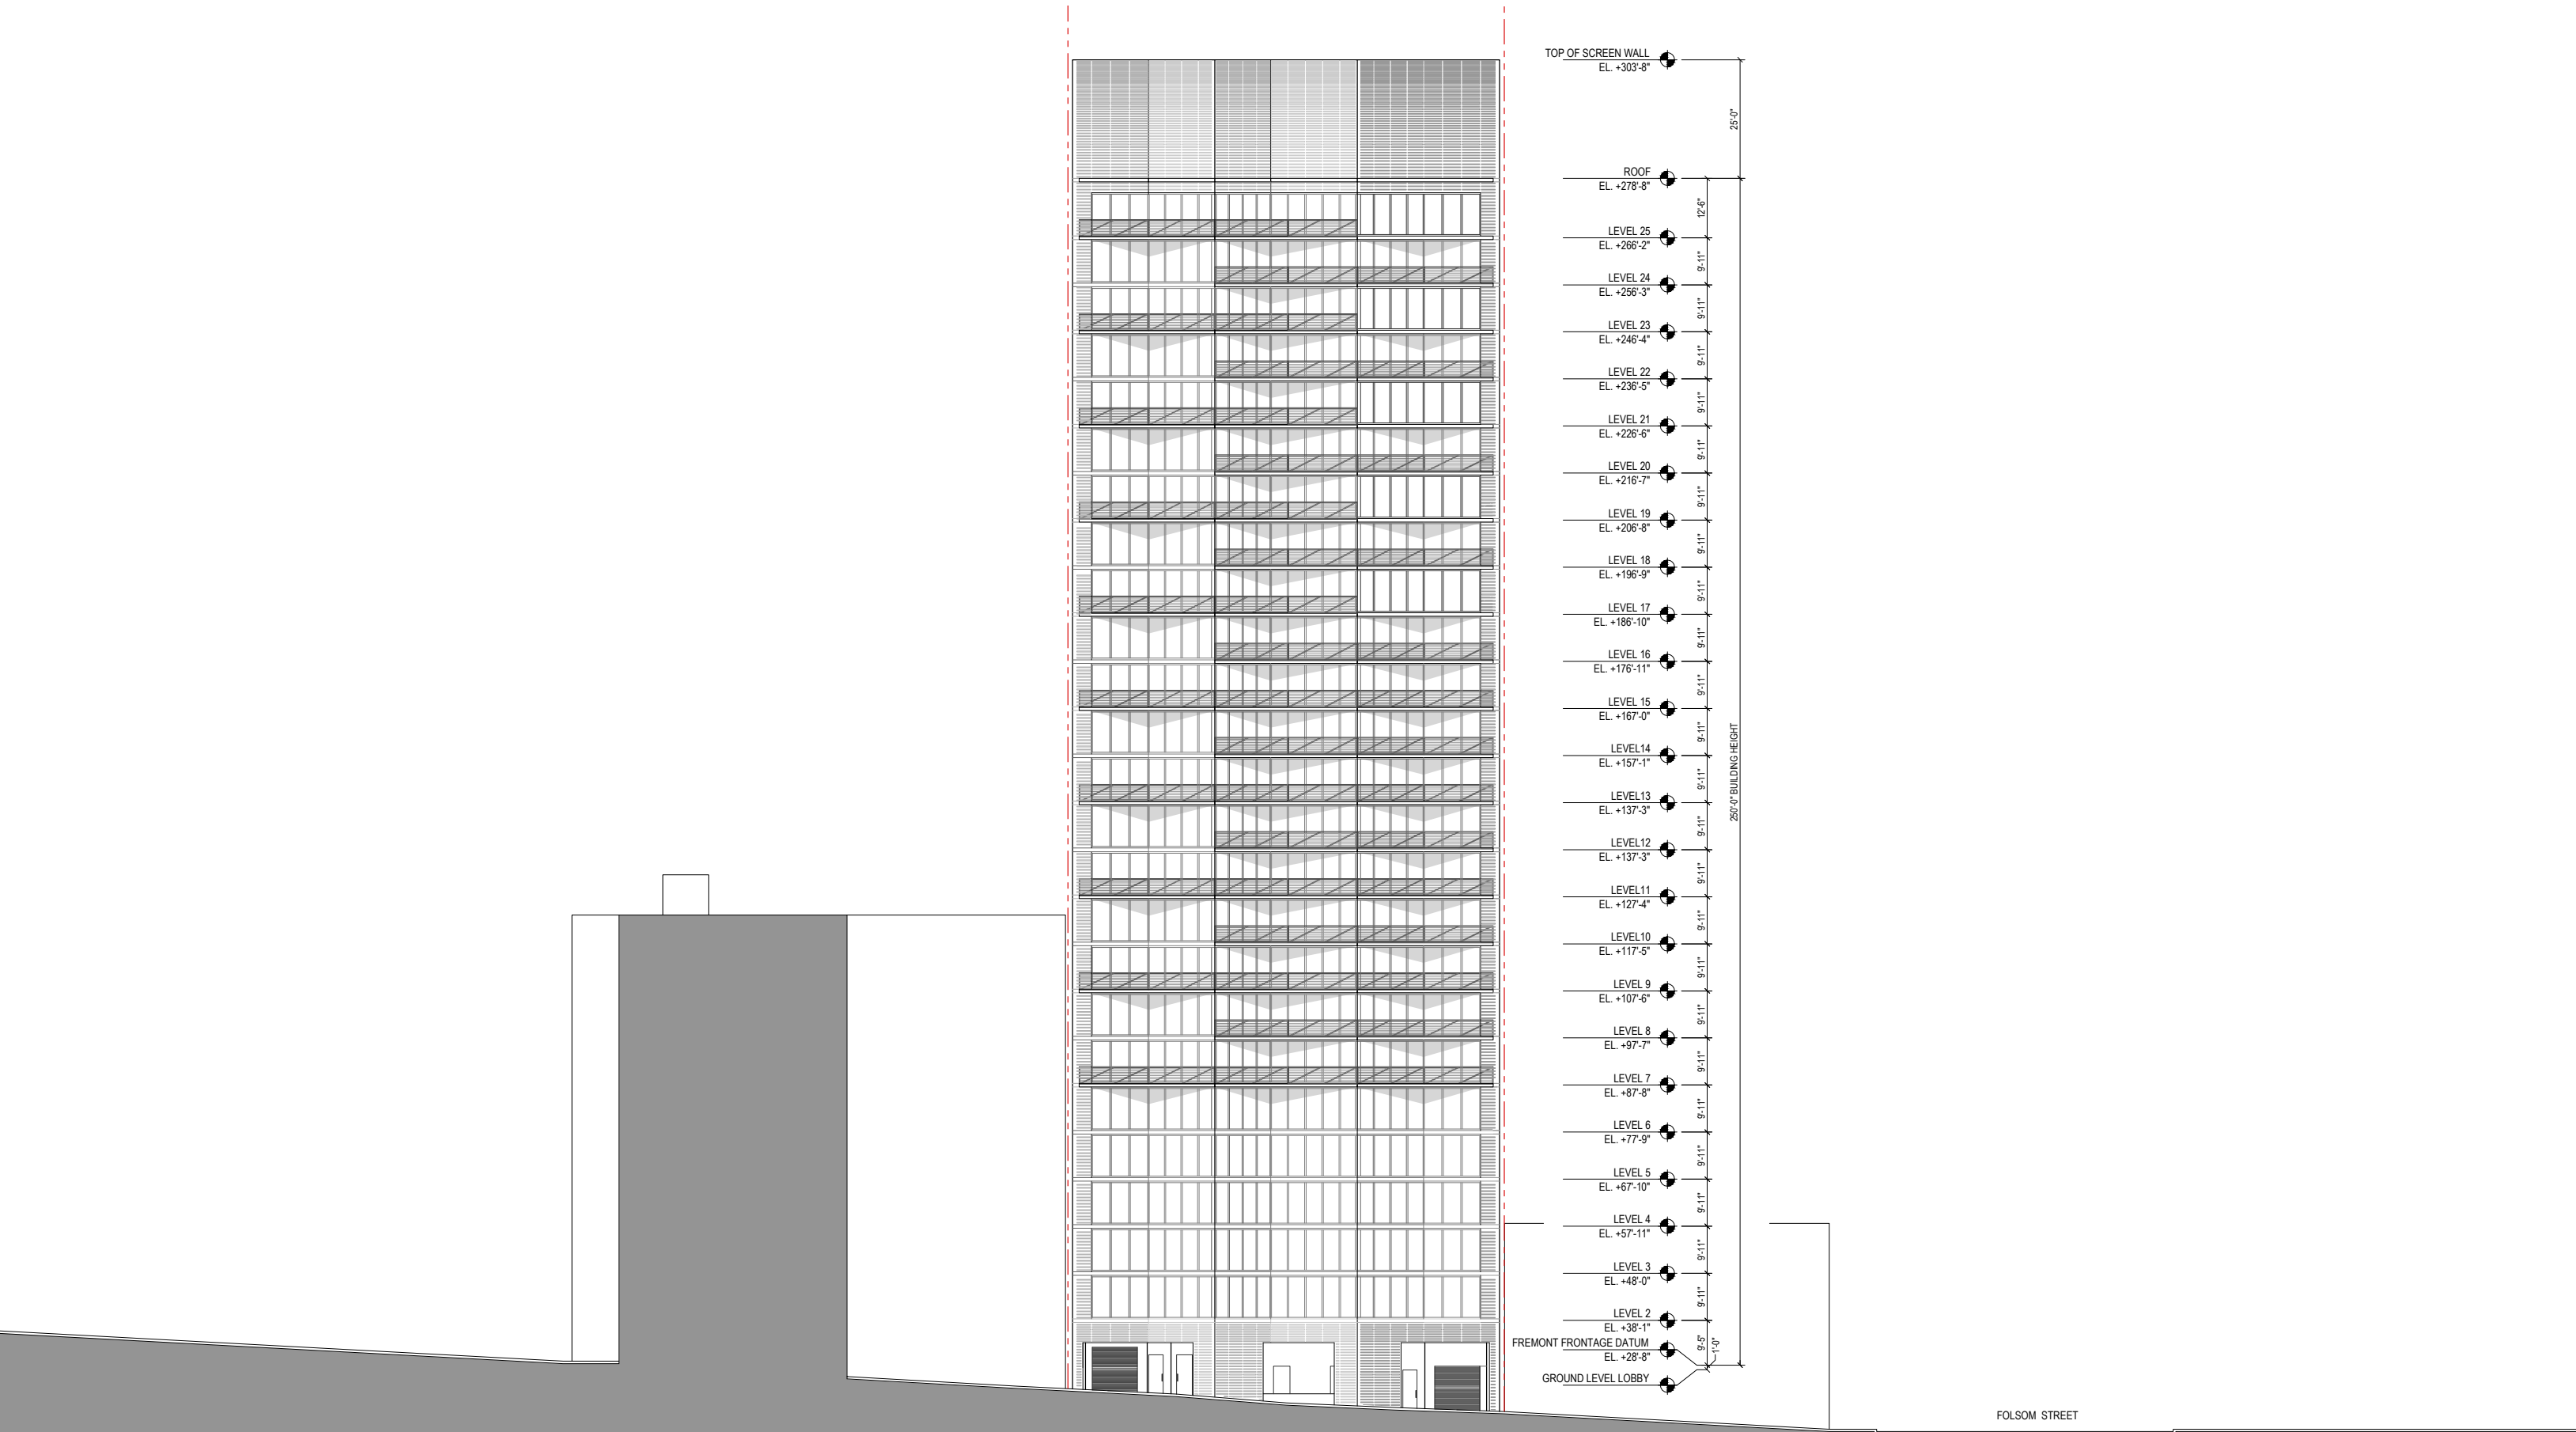 TOP OF SCREEN WALL
EL. +303'-8"
25'-0"
ROOF
EL. +278'-8"
12'-6"
LEVEL 25
EL. +266'-2"
9'-11"
LEVEL 24
EL. +256'-3"
9'-11"
LEVEL 23
EL. +246'-4"
9'-11"
LEVEL 22
EL. +236'-5"
9'-11"
LEVEL 21
EL. +226'-6"
9'-11"
LEVEL 20
EL. +216'-7"
9'-11"
LEVEL 19
EL. +206'-8"
9'-11"
LEVEL 18
EL. +196'-9"
9'-11"
LEVEL 17
EL. +186'-10"
9'-11"
LEVEL 16
EL. +176'-11"
9'-11"
LEVEL 15
EL. +167'-0"
9'-11"
LEVEL14
EL. +157'-1"
250'-0" BUILDING HEIGHT
9'-11"
LEVEL13
EL. +137'-3"
9'-11"
LEVEL12
EL. +137'-3"
9'-11"
LEVEL11
EL. +127'-4"
9'-11"
LEVEL10
EL. +117'-5"
9'-11"
LEVEL 9
EL. +107'-6"
9'-11"
LEVEL 8
EL. +97'-7"
9'-11"
LEVEL 7
EL. +87'-8"
9'-11"
LEVEL 6
EL. +77'-9"
9'-11"
LEVEL 5
EL. +67'-10"
9'-11"
LEVEL 4
EL. +57'-11"
9'-11"
LEVEL 3
EL. +48'-0"
9'-11"
LEVEL 2
EL. +38'-1"
9'-5"
1'-0"
FREMONT FRONTAGE DATUM
EL. +28'-8"
GROUND LEVEL LOBBY
FOLSOM STREET